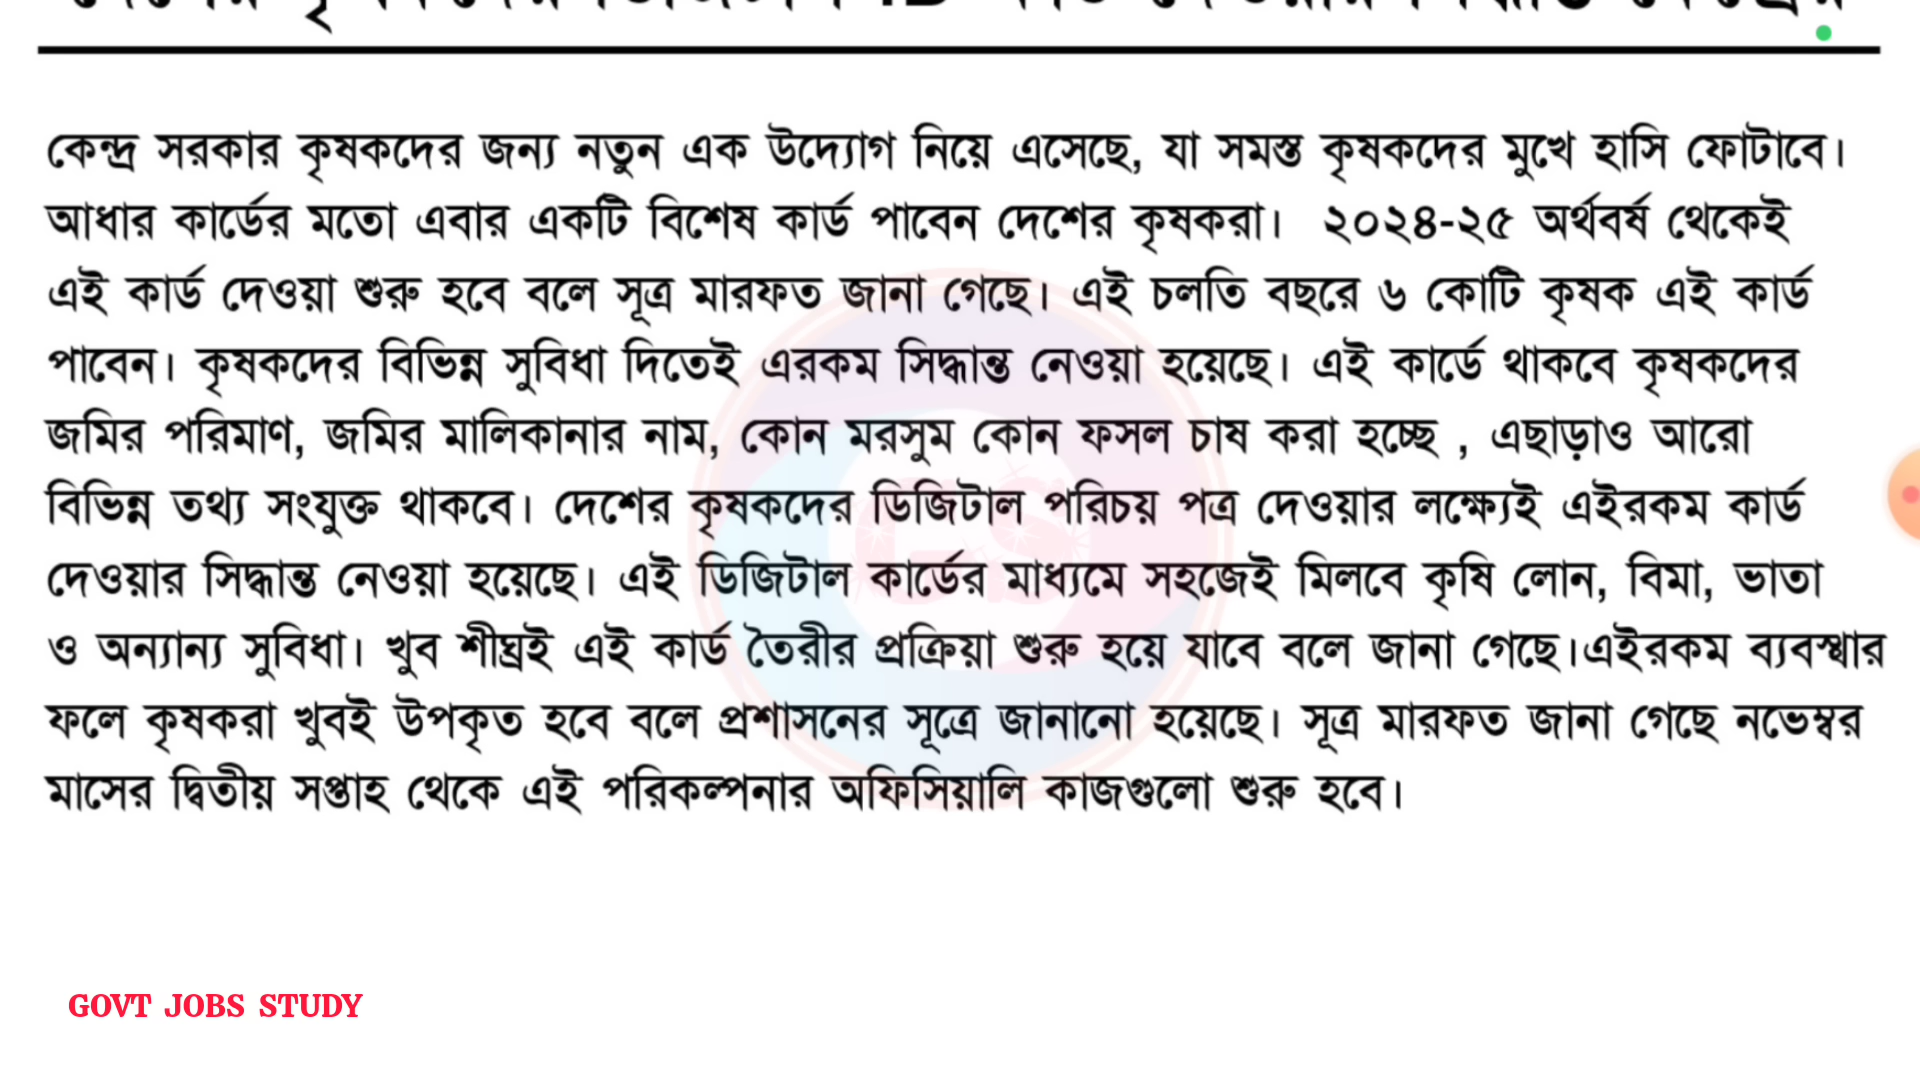 কেন্দ্র সরকার কৃষকদের জন্য নতুন এক উদ্যোগ নিয়ে এসেছে, যা সমস্ত কৃষকদের মুখে হাসি ফোটাবে।
আধার কার্ডের মতো এবার একটি বিশেষ কার্ড পাবেন দেশের কৃষকরা। ২০২৪-২৫ অর্থবর্ষ থেকেই
এই কার্ড দেওয়া শুরু হবে বলে সূত্র মারফত জানা গেছে। এই চলতি বছরে ৬ কোটি কৃষক এই কার্ড
পাবেন। কৃষকদের বিভিন্ন সুবিধা দিতেই এরকম সিদ্ধান্ত নেওয়া হয়েছে। এই কার্ডে থাকবে কৃষকদের
জমির পরিমাণ, জমির মালিকানার নাম, কোন মরসুম কোন ফসল চাষ করা হচ্ছে , এছাড়াও আরো
বিভিন্ন তথ্য সংযুক্ত থাকবে। দেশের কৃষকদের ডিজিটাল পরিচয় পত্র দেওয়ার লক্ষ্যেই এইরকম কার্ড
দেওয়ার সিদ্ধান্ত নেওয়া হয়েছে। এই ডিজিটাল কার্ডের মাধ্যমে সহজেই মিলবে কৃষি লোন, বিমা, ভাতা
ও অন্যান্য সুবিধা। খুব শীঘ্রই এই কার্ড তৈরীর প্রক্রিয়া শুরু হয়ে যাবে বলে জানা গেছে।এইরকম ব্যবস্থার
ফলে কৃষকরা খুবই উপকৃত হবে বলে প্রশাসনের সূত্রে জানানো হয়েছে। সূত্র মারফত জানা গেছে নভেম্বর
মাসের দ্বিতীয় সপ্তাহ থেকে এই পরিকল্পনার অফিসিয়ালি কাজগুলো শুরু হবে।
GOVT JOBS STUDY